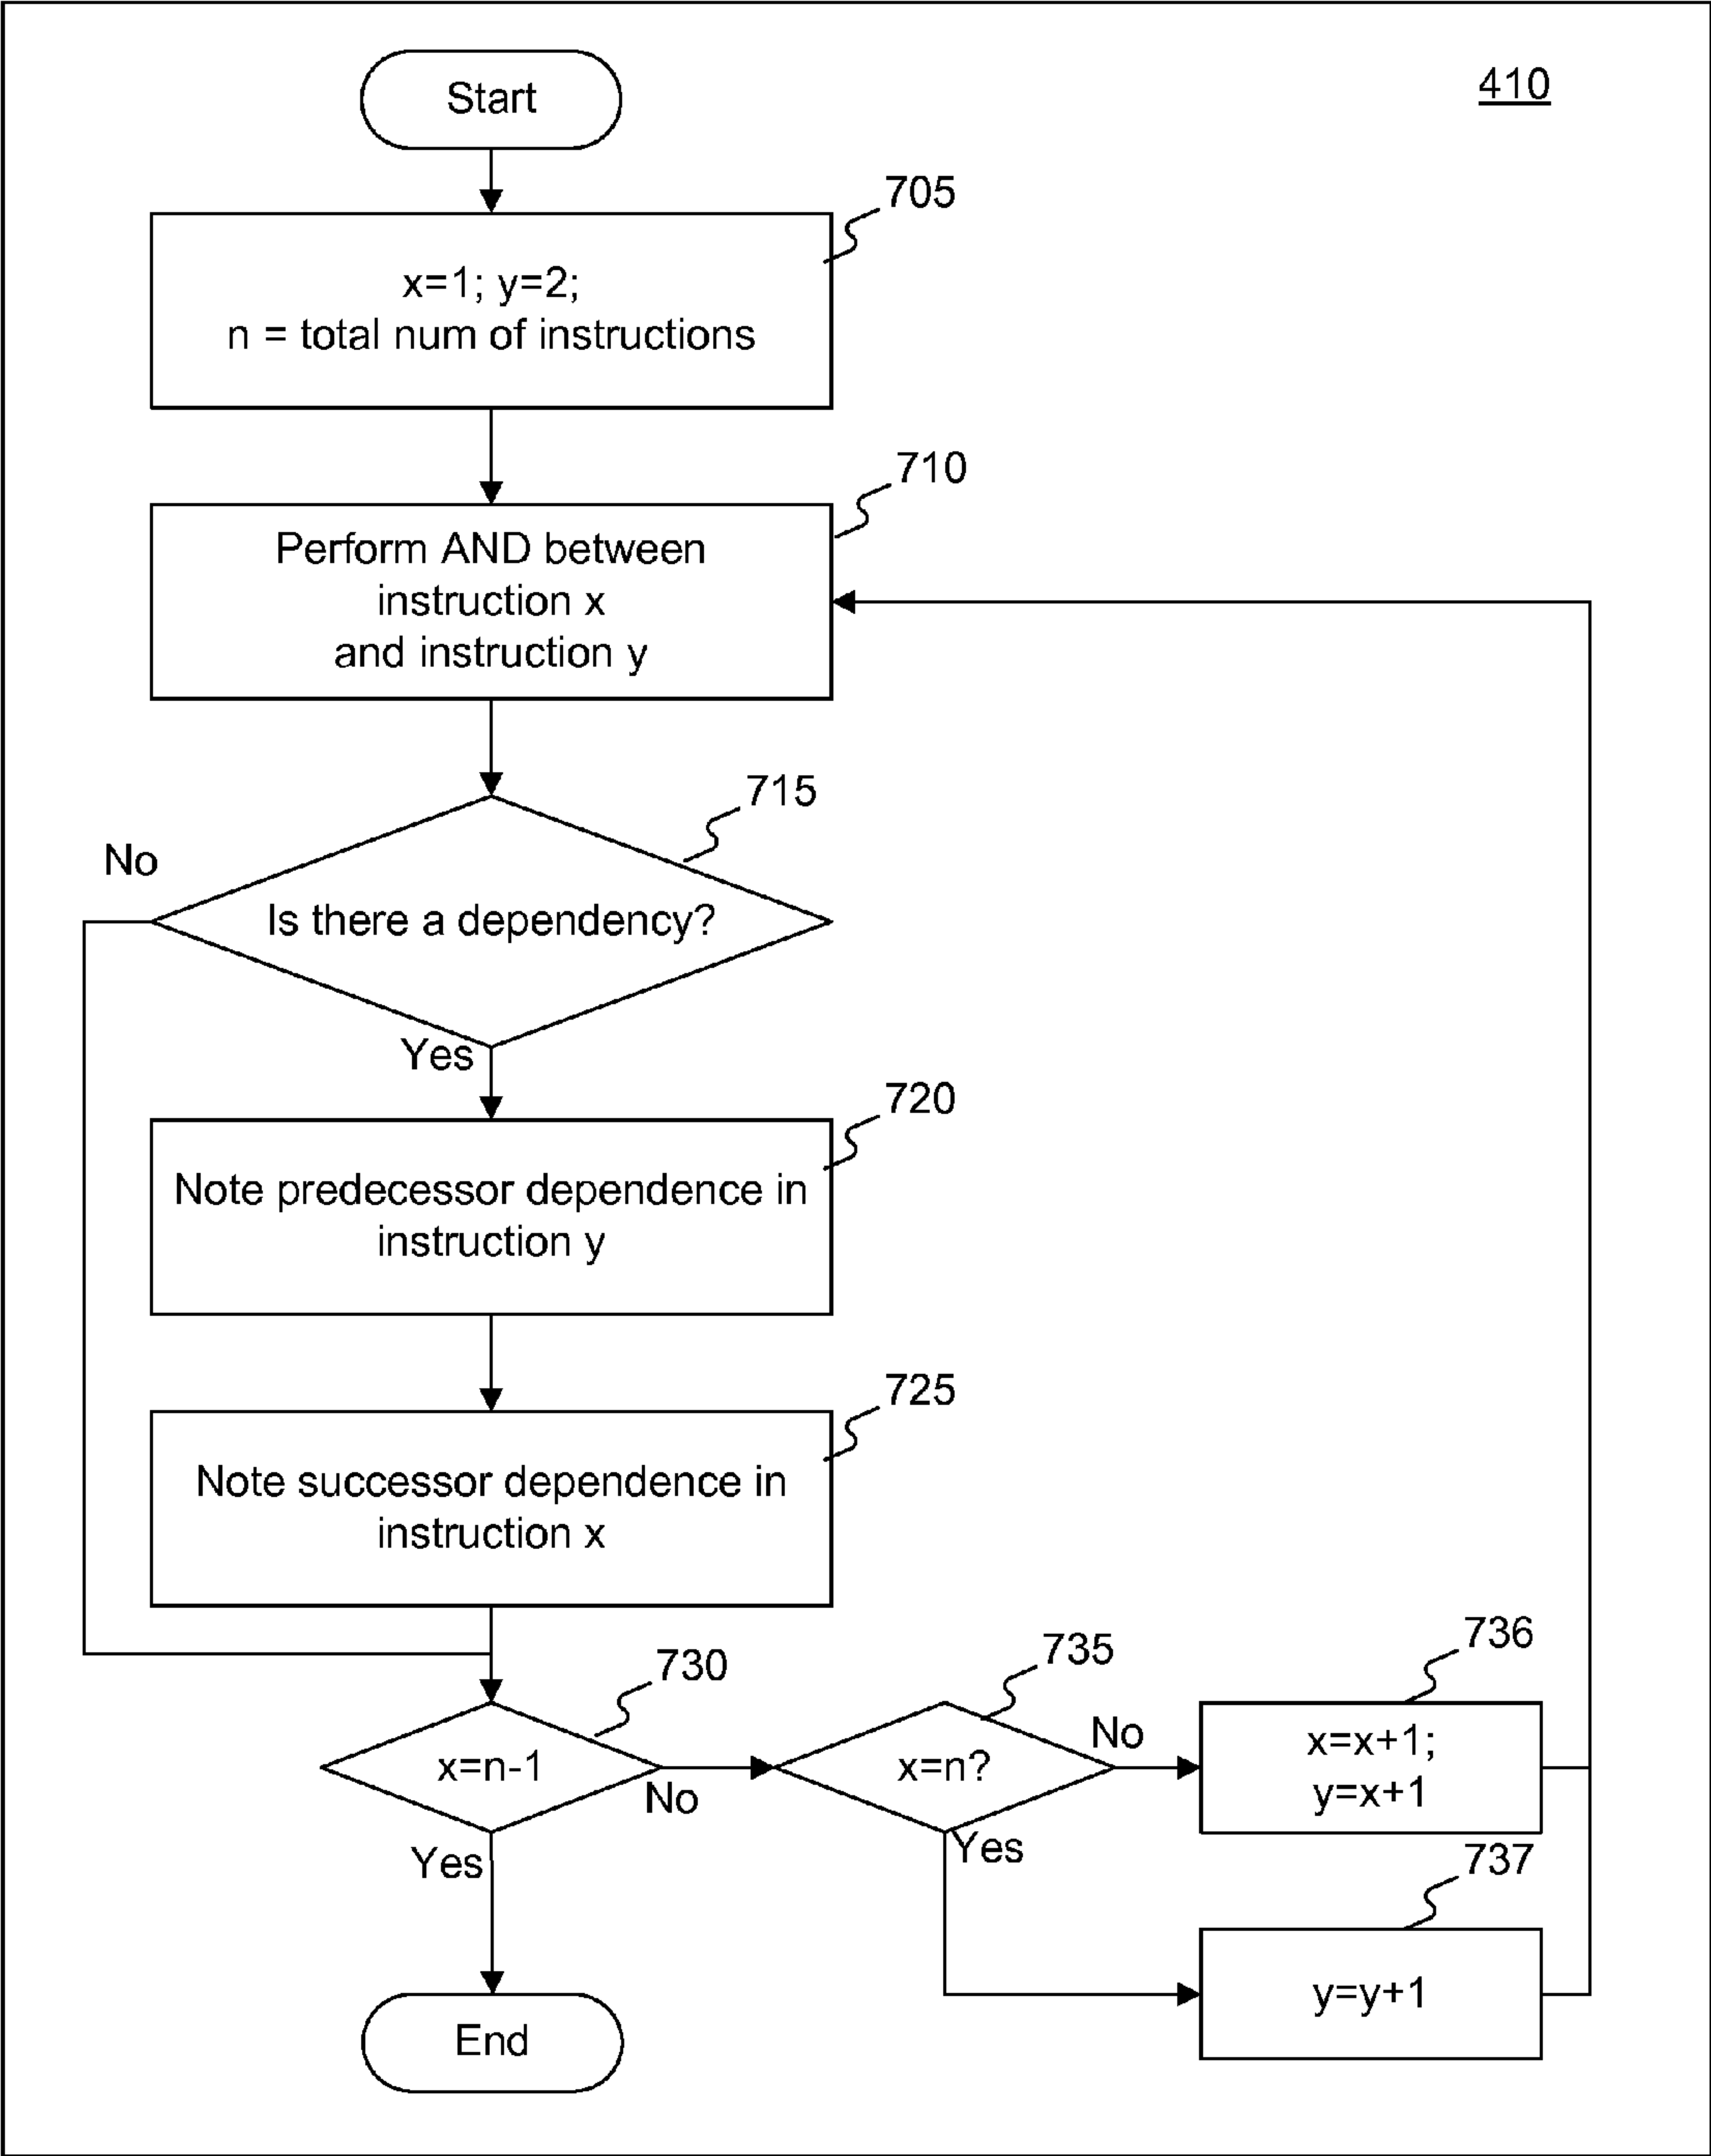 410
Start
705
x=1; y=2;
n = total num of instructions
710
Perform AND between
instruction x
and instruction y
715
No
Is there a dependency?
Yes
720
Note predecessor dependence in
instruction y
725
Note successor dependence in
instruction x
730
x=n-1
No
Yes
735
x=n?
No
Yes
736
x=x+1;
y=x+1
737
y=y+1
End